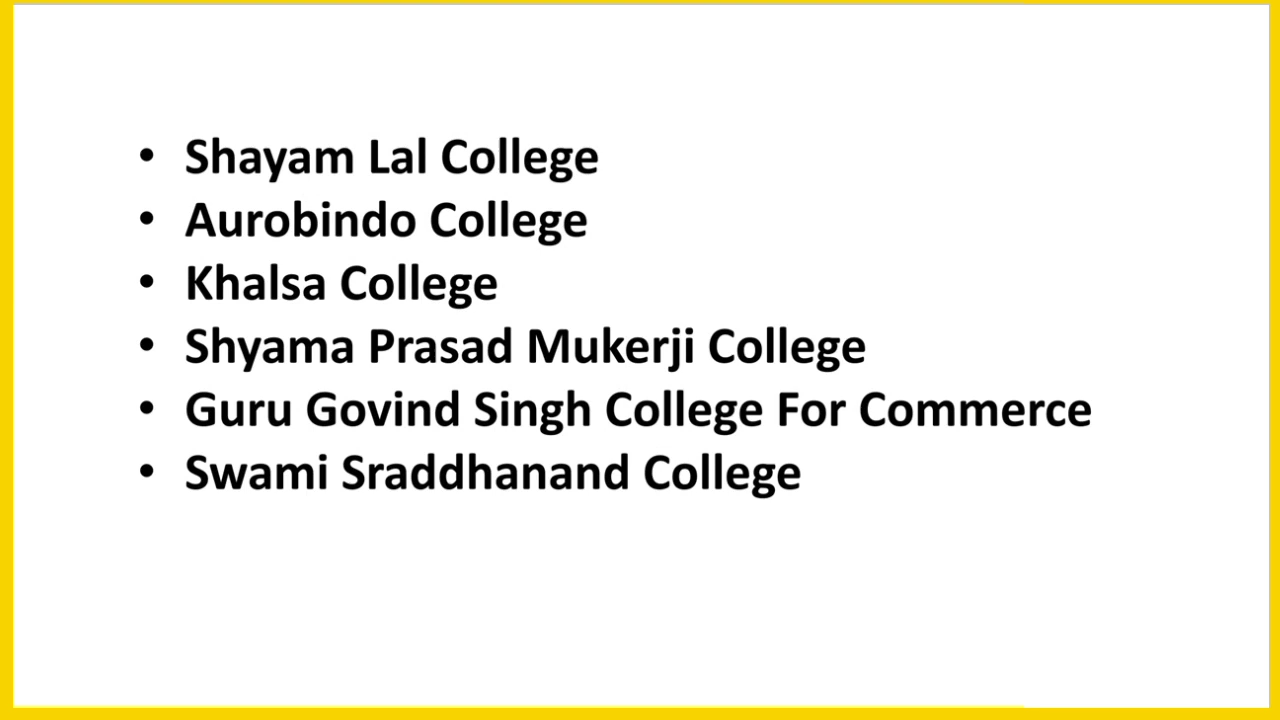 • Shayam Lal College
• Aurobindo College
• Khalsa College
• Shyama Prasad Mukerji College
• Guru Govind Singh College For Commerce
• Swami Sraddhanand College